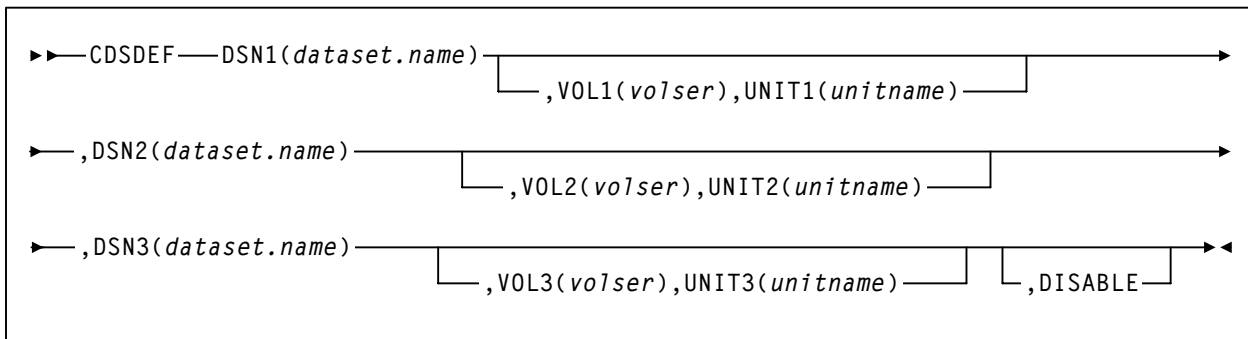 CDSDEF DSN1(dataset.name)
,VOL1(volser),UNIT1(unitname)
,DSN2(dataset.name)
,VOL2(volser),UNIT2(unitname)
,DSN3(dataset.name)
,VOL3(volser),UNIT3(unitname) ,DISABLE